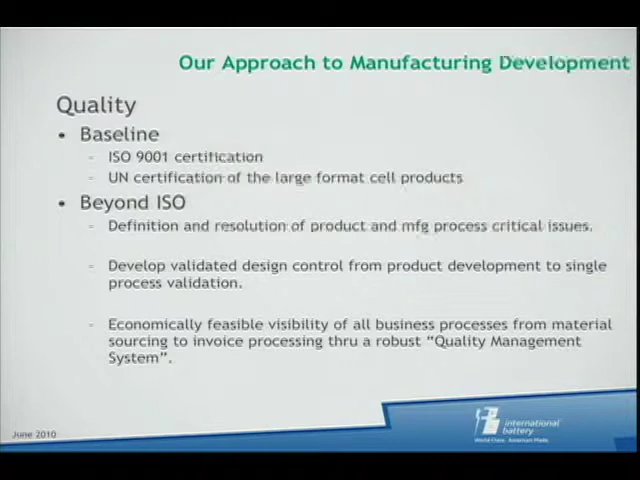 Our Approach to Manufacturing Development
Quality
• Baseline
- ISO 9001 certification
- UN certification of the large format cell products
• Beyond ISO
- Definition and resolution of product and mfg process critical issues.
- Develop validated design control from product development to single
process validation.
- Economically feasible visibility of all business processes from material
sourcing to invoice processing thru a robust “Quality Management
System”.
June 2010
international
battery
World Class. American Made.